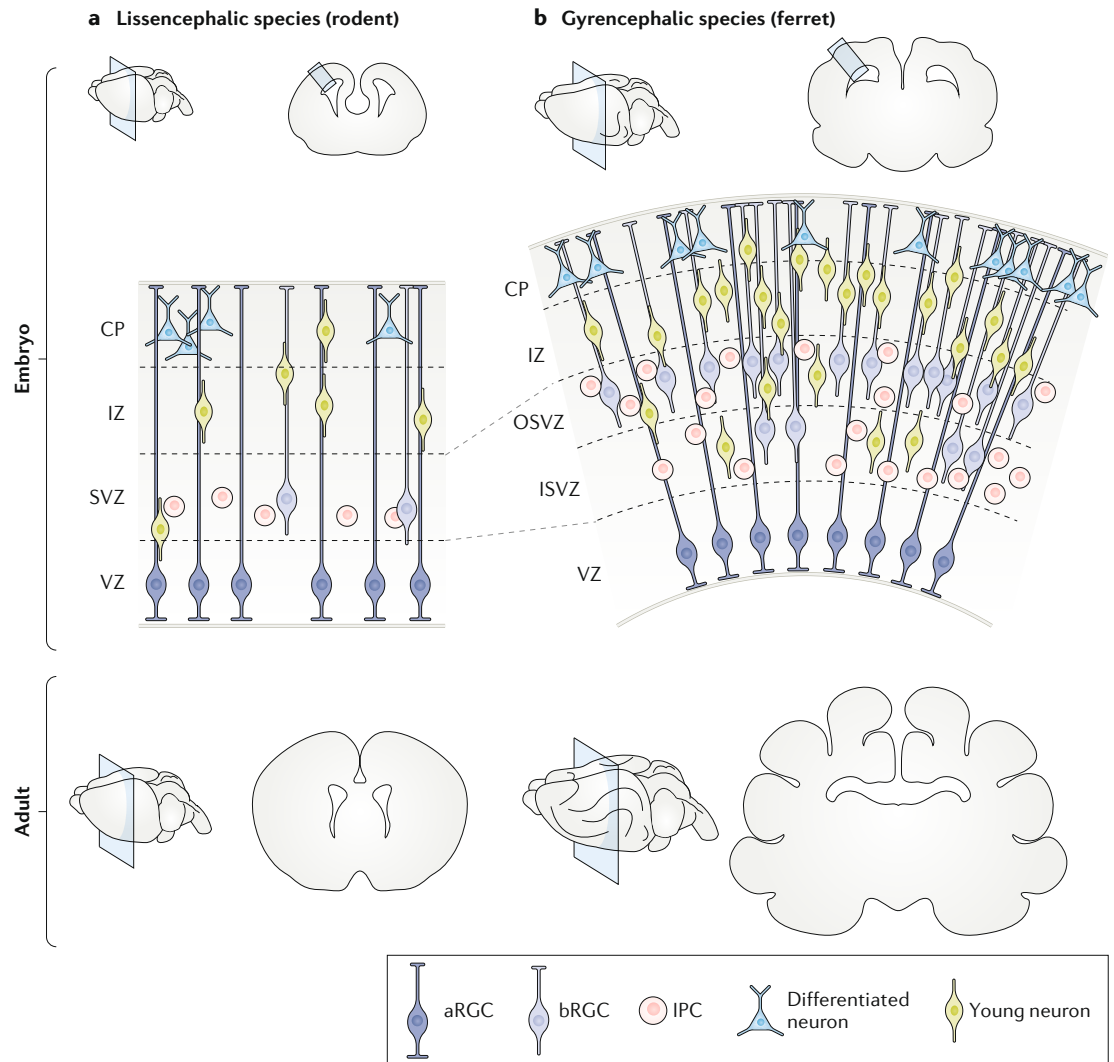 a Lissencephalic species (rodent)
b Gyrencephalic species (ferret)
Embryo
CP
IZ
SVZ
VZ
CP
IZ
OSVZ
ISVZ
VZ
Adult
aRGC
bRGC
IPC
Differentiated
neuron
Young neuron